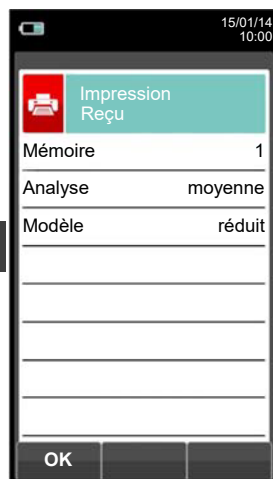 15/01/14
10:00
Impression
Reçu
Mémoire 1
Analyse moyenne
Modèle réduit
OK